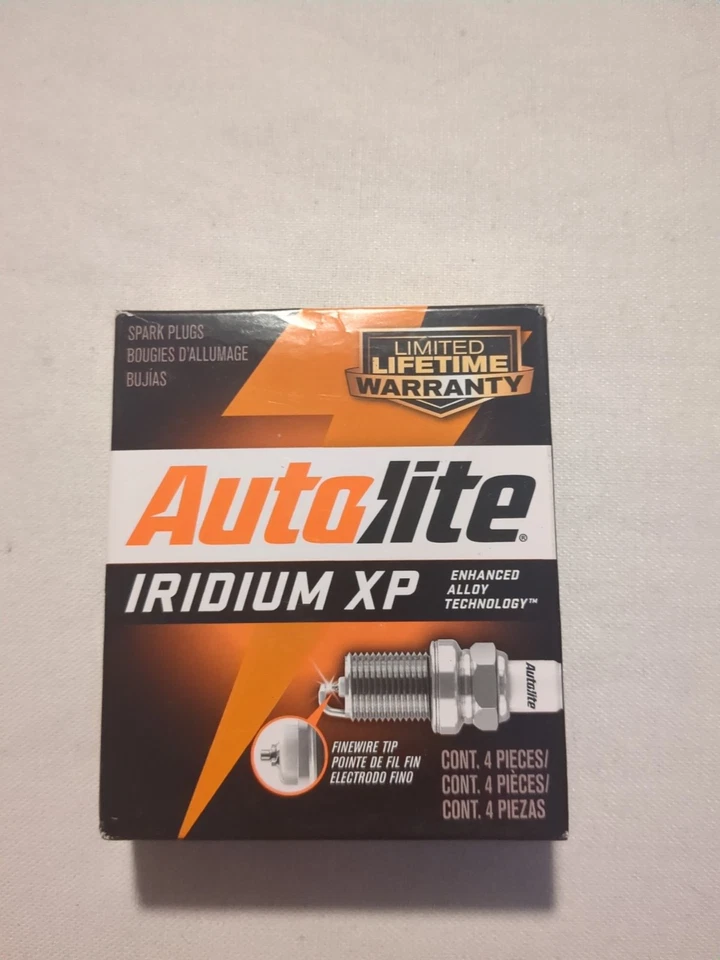 SPARK PLUGS
BOUGIES D'ALLUMAGE
BUJÍAS
LIMITED
LIFETIME
WARRANTY
Autolite®
IRIDIUM XP
ENHANCED
ALLOY
TECHNOLOGY™
Autolite
FINEWIRE TIP
POINTE DE FIL FIN
ELECTRODO FINO
CONT. 4 PIECES/
CONT. 4 PIÈCES/
CONT. 4 PIEZAS